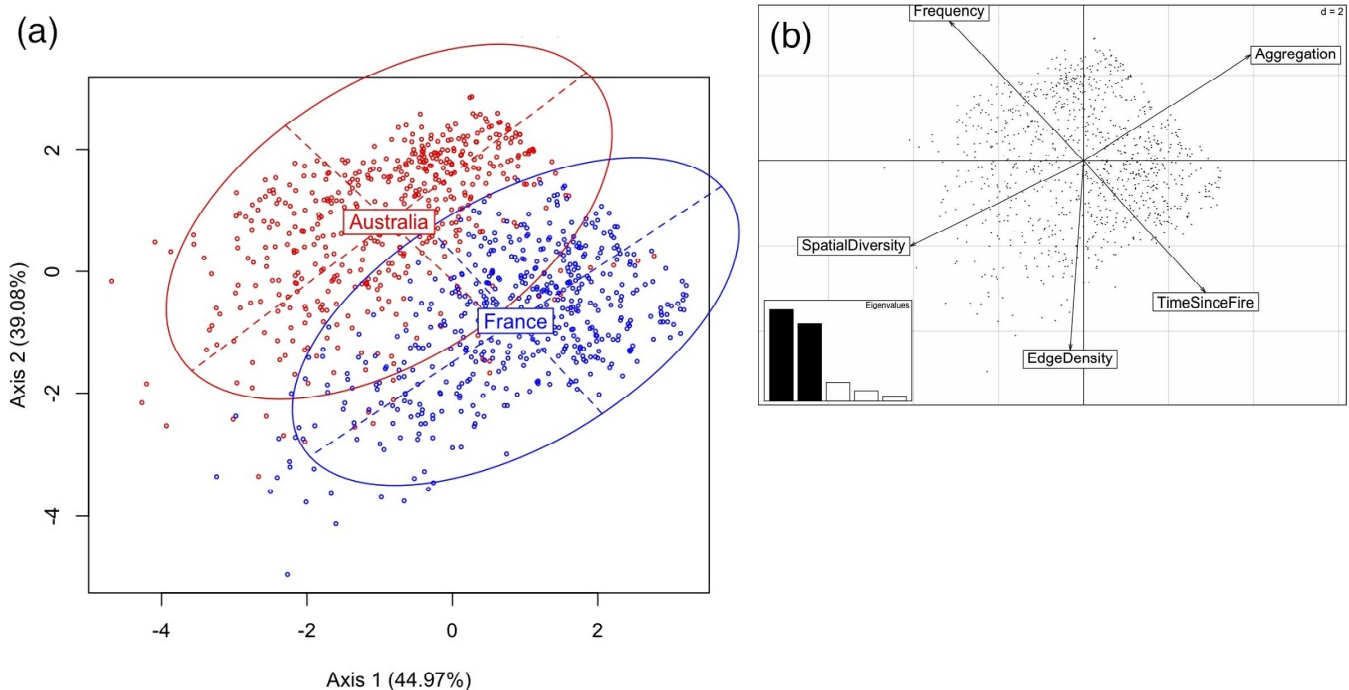 (a)
Australia
France
2
0
2
-4
Axis 2 (39.08%)
-4
-2
0
2
Axis 1 (44.97%)
(b)
d = 2
Frequency
Aggregation
SpatialDiversity
TimeSinceFire
EdgeDensity
Eigenvalues